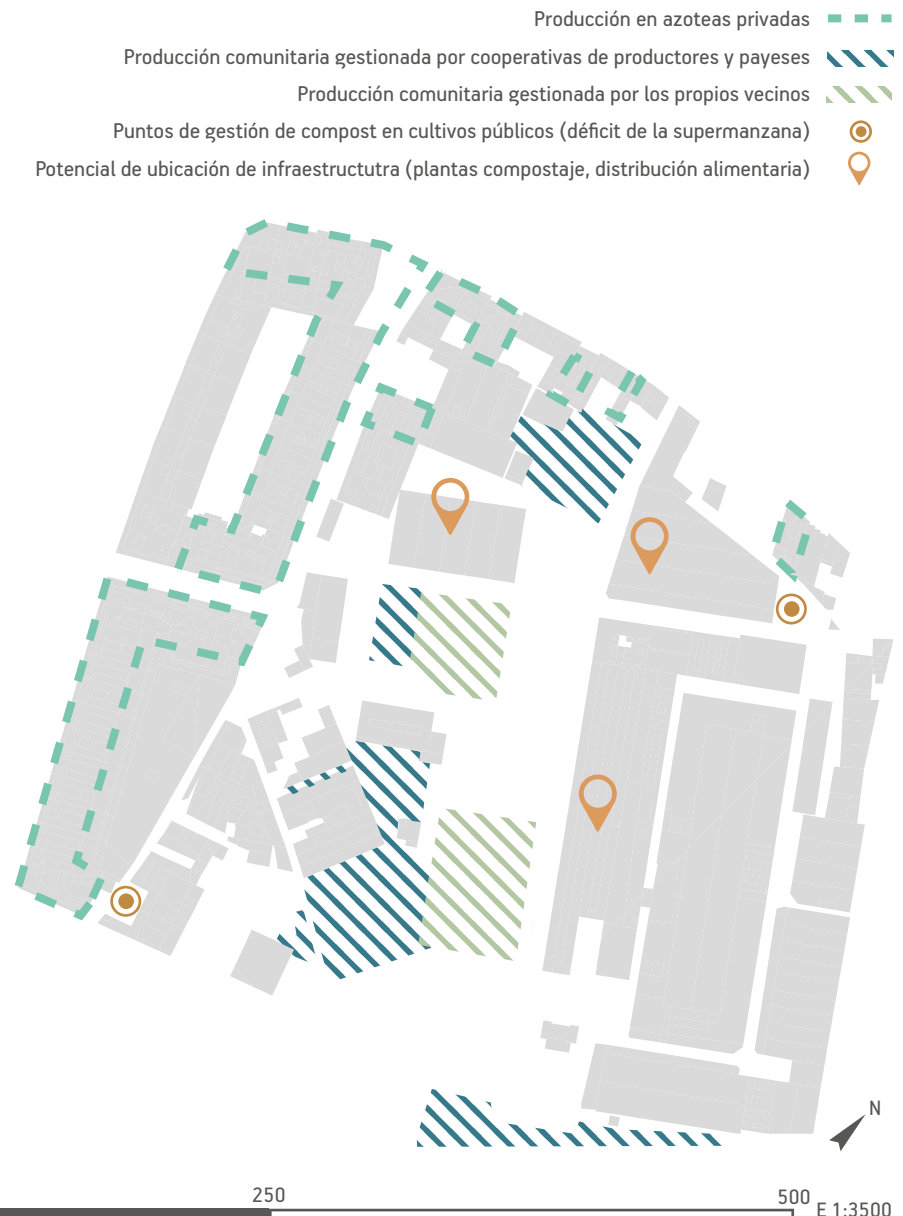 Producción en azoteas privadas
Producción comunitaria gestionada por cooperativas de productores y payeses
Producción comunitaria gestionada por los propios vecinos
Puntos de gestión de compost en cultivos públicos (déficit de la supermanzana)
Potencial de ubicación de infraestructutra (plantas compostaje, distribución alimentaria)
N
250
500
E 1:3500